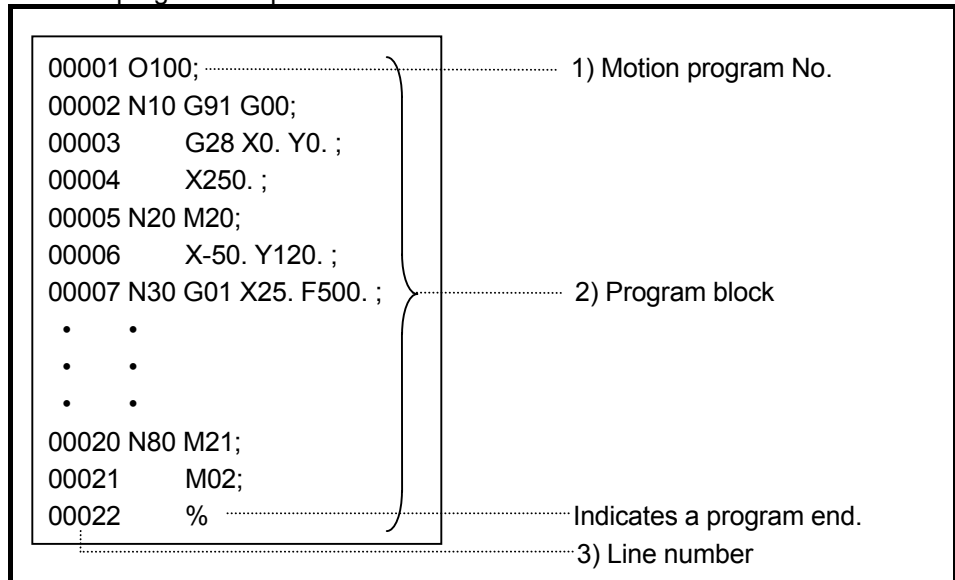 00001 O100; 1) Motion program No.
00002 N10 G91 G00;
00003 G28 X0. Y0. ;
00004 X250. ;
00005 N20 M20;
00006 X-50. Y120. ;
00007 N30 G01 X25. F500. ; 2) Program block
• •
• •
• •
00020 N80 M21;
00021 M02;
00022 % Indicates a program end.
3) Line number